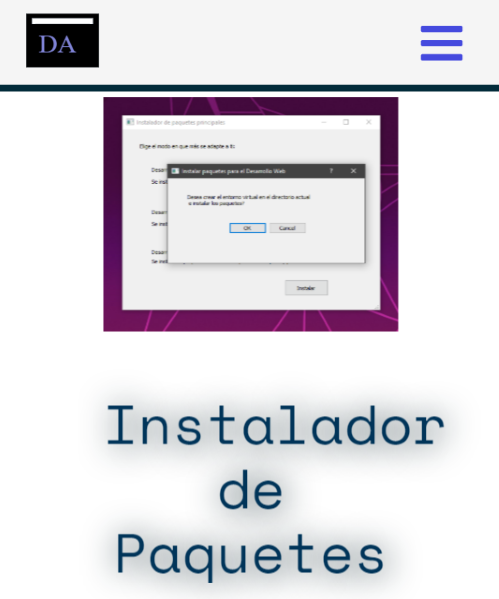 DA
Instalador de paquetes principales
Elige el modo en que más se adapte a ti:
Desarr
Instalar paquetes para el Desarrollo Web
Se inst
Desea crear el entorno virtual en el directorio actual
e instalar los paquetes?
Desarr
Se inst
OK
Cancel
Desarr
Se inst
Instalar
Instalador
de
Paquetes